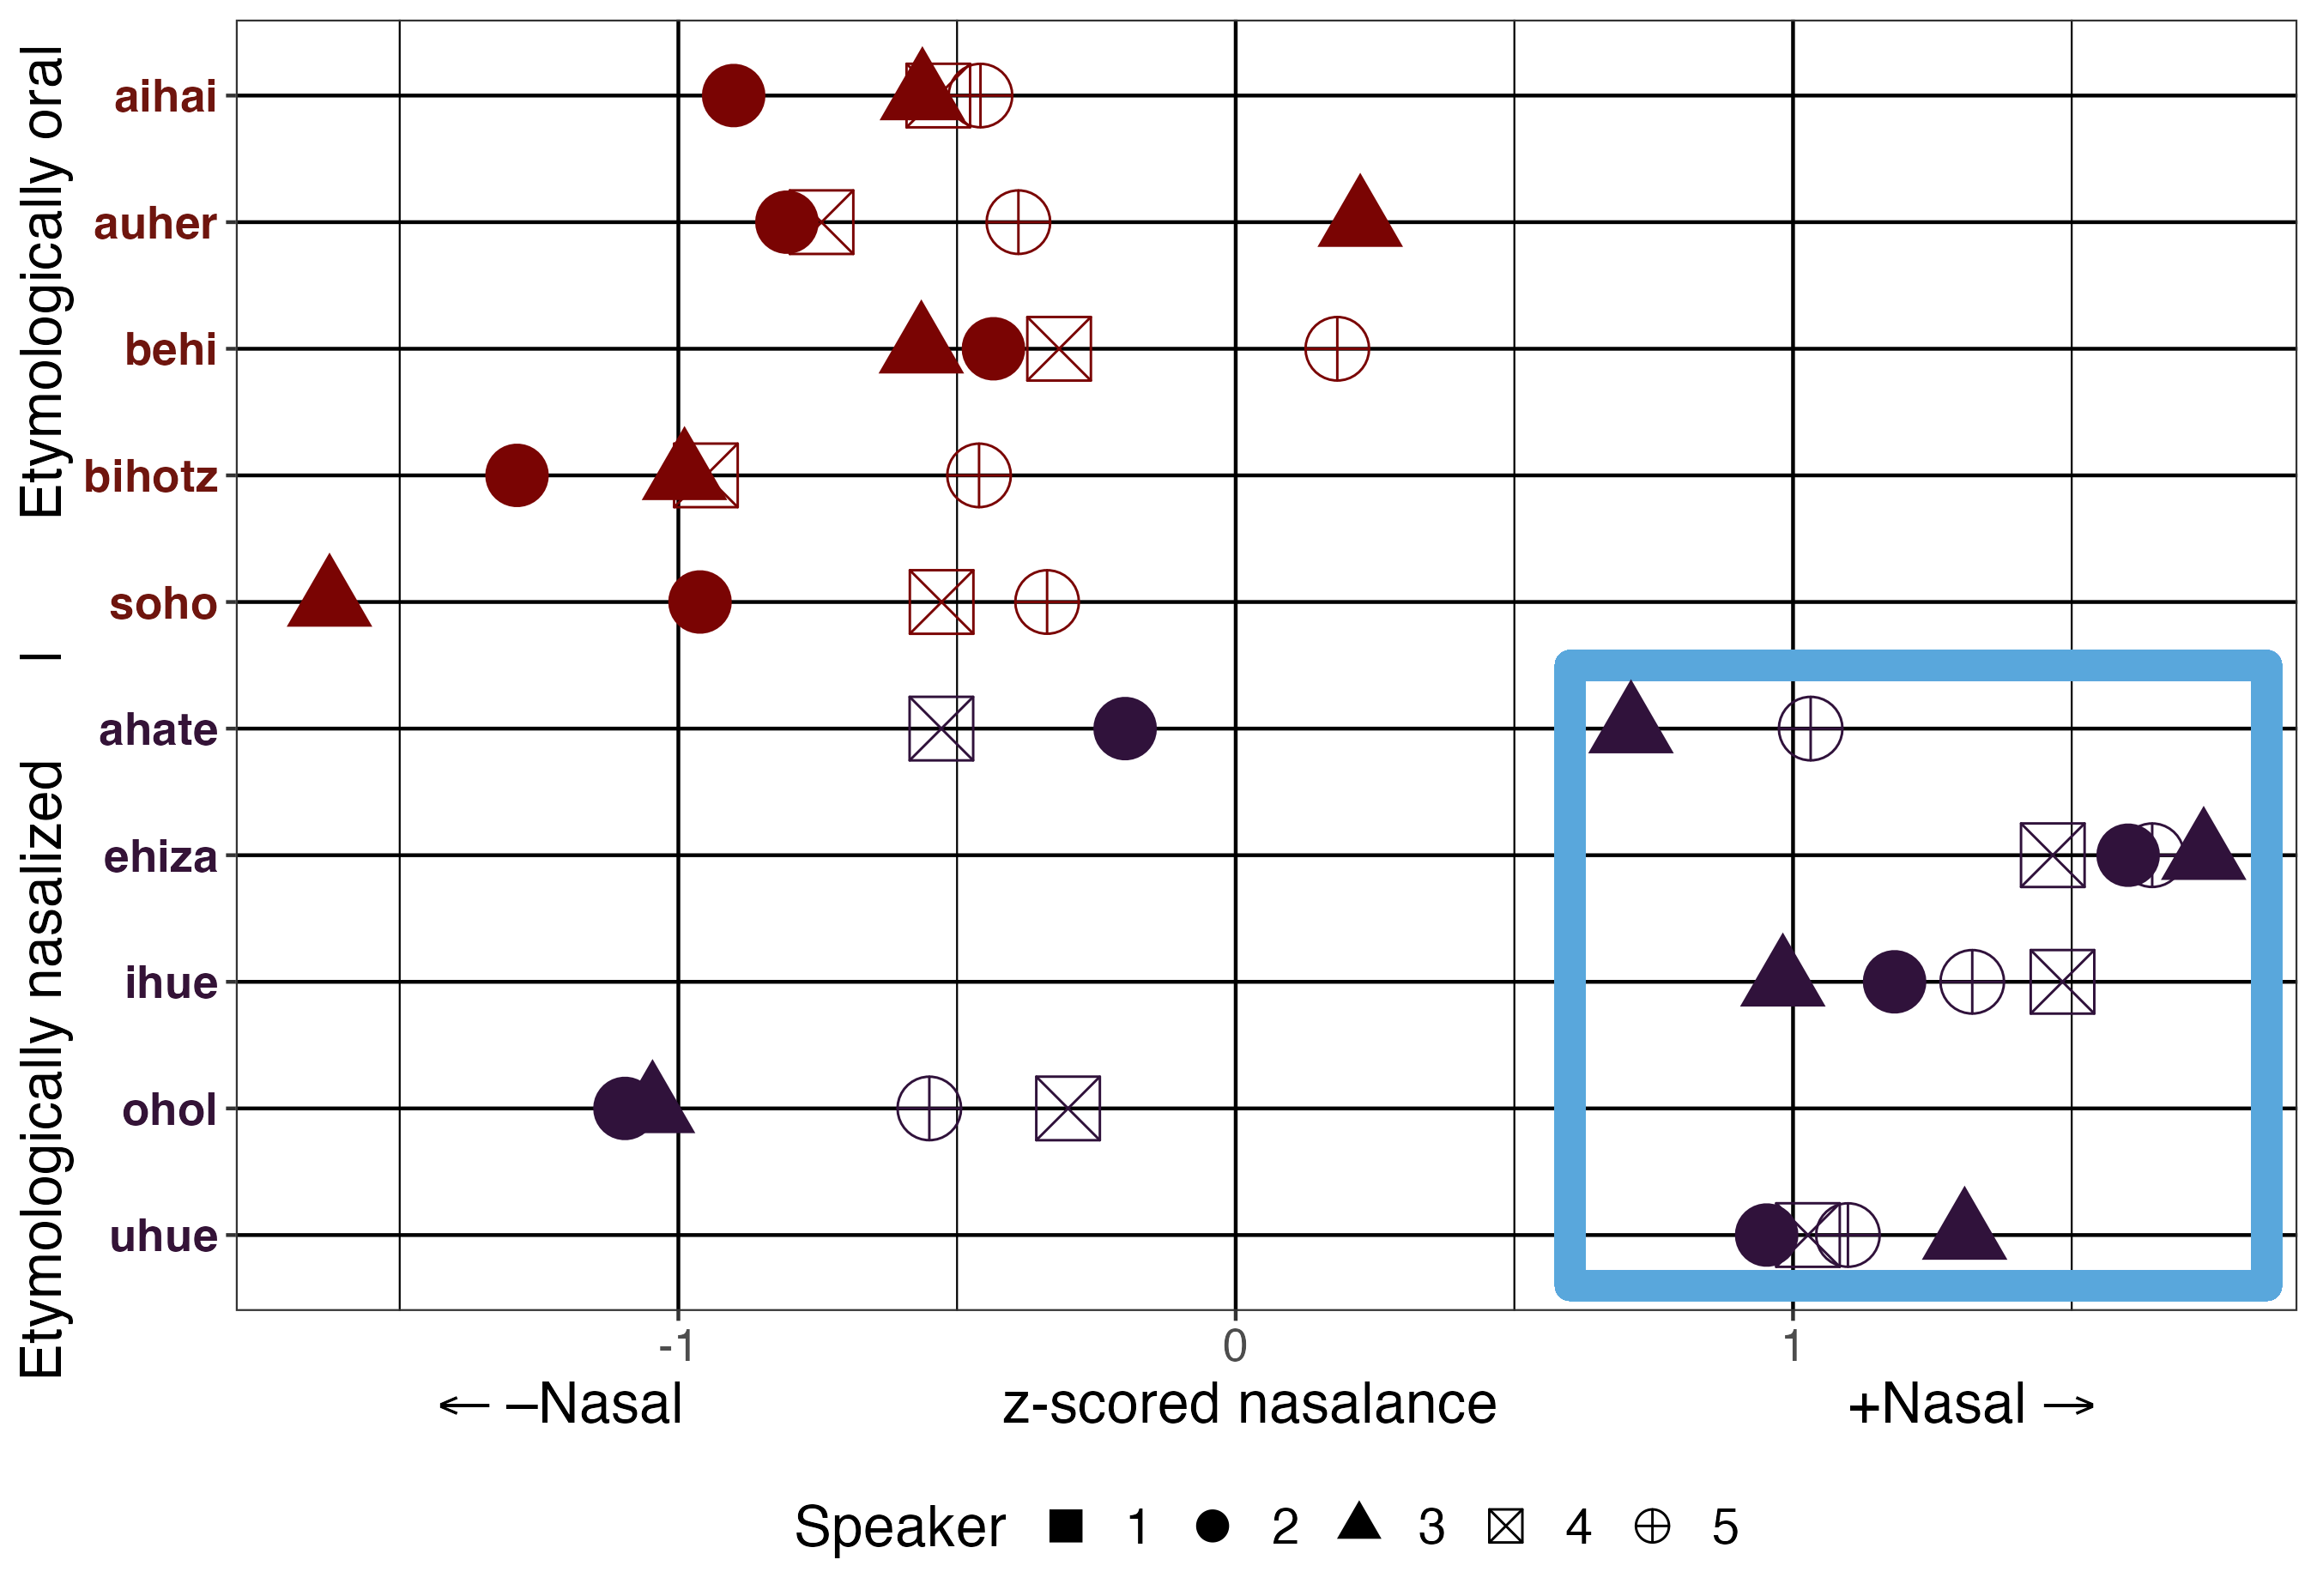 Etymologically nasalized | Etymologically oral
aihai
auher
behi
bihotz
soho
ahate
ehiza
ihue
ohol
uhue
-1 0 1
← –Nasal z-scored nasalance +Nasal →
Speaker 1 2 3 4 5